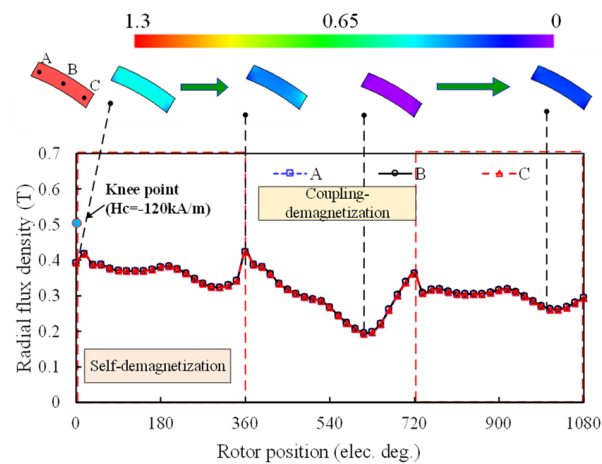 1.3 0.65 0
A
B
C
0.7
A B C
Knee point
(Hc=-120kA/m)
Coupling-
demagnetization
0.6
0.5
0.4
0.3
0.2
0.1
0
Radial flux density (T)
Self-demagnetization
0 180 360 540 720 900 1080
Rotor position (elec. deg.)